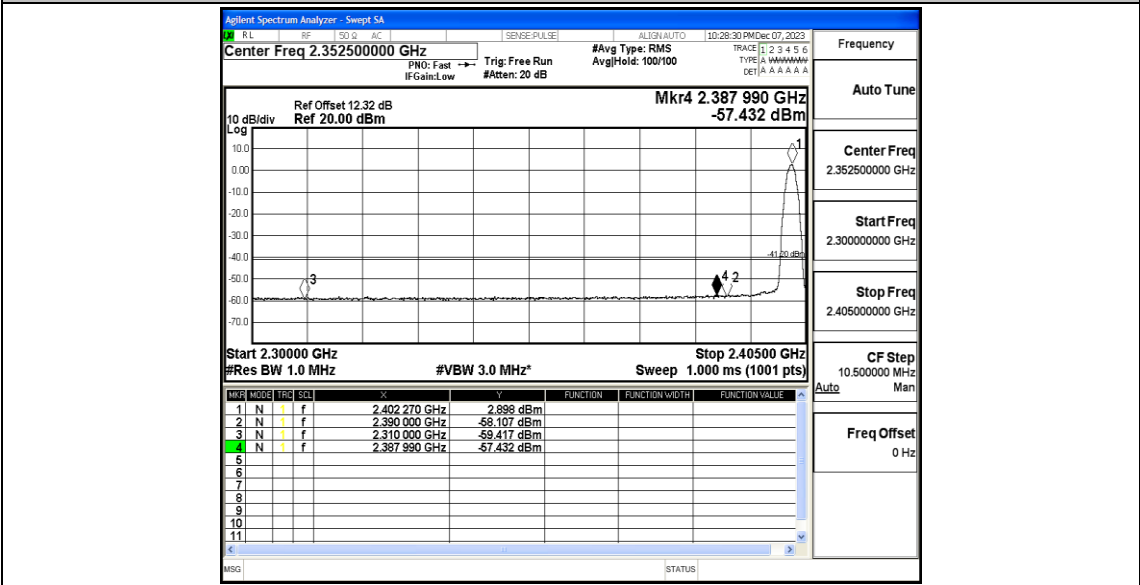 Agilent Spectrum Analyzer - Swept SA
RL RF 50 Ω AC SENSE:PULSE ALIGNAUTO 10:28:30 PM Dec 07, 2023
Center Freq 2.352500000 GHz
PNO: Fast
IFGain:Low
Trig: Free Run
#Atten: 20 dB
#Avg Type: RMS
Avg|Hold: 100/100
TRACE 1 2 3 4 5 6
TYPE A WWWWW
DET A A A A A A
Frequency
Auto Tune
Center Freq
2.352500000 GHz
Start Freq
2.300000000 GHz
Stop Freq
2.405000000 GHz
CF Step
10.500000 MHz
Auto Man
Freq Offset
0 Hz
Ref Offset 12.32 dB
10 dB/div Ref 20.00 dBm
Log
Mkr4 2.387 990 GHz
-57.432 dBm
10.0
0.00
-10.0
-20.0
-30.0
-40.0
-50.0
-60.0
-70.0
1
-41.20 dBm
3
4 2
Start 2.30000 GHz Stop 2.40500 GHz
#Res BW 1.0 MHz #VBW 3.0 MHz* Sweep 1.000 ms (1001 pts)
MKR MODE TRC SCL X Y FUNCTION FUNCTION WIDTH FUNCTION VALUE
1 N 1 f 2.402 270 GHz 2.898 dBm
2 N 1 f 2.390 000 GHz -58.107 dBm
3 N 1 f 2.310 000 GHz -59.417 dBm
4 N 1 f 2.387 990 GHz -57.432 dBm
5
6
7
8
9
10
11
MSG STATUS